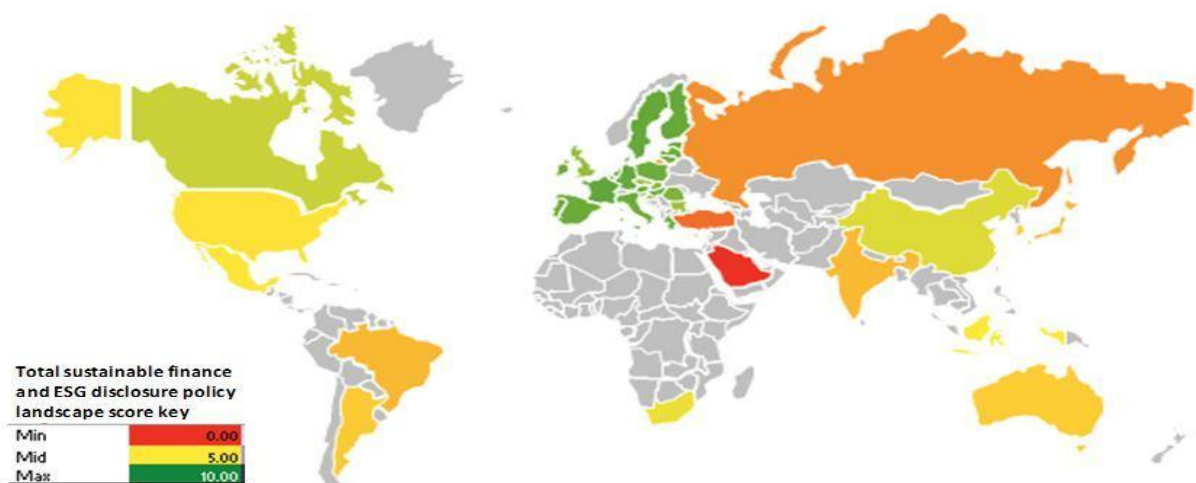 Total sustainable finance
and ESG disclosure policy
landscape score key
Min 0.00
Mid 5.00
Max 10.00